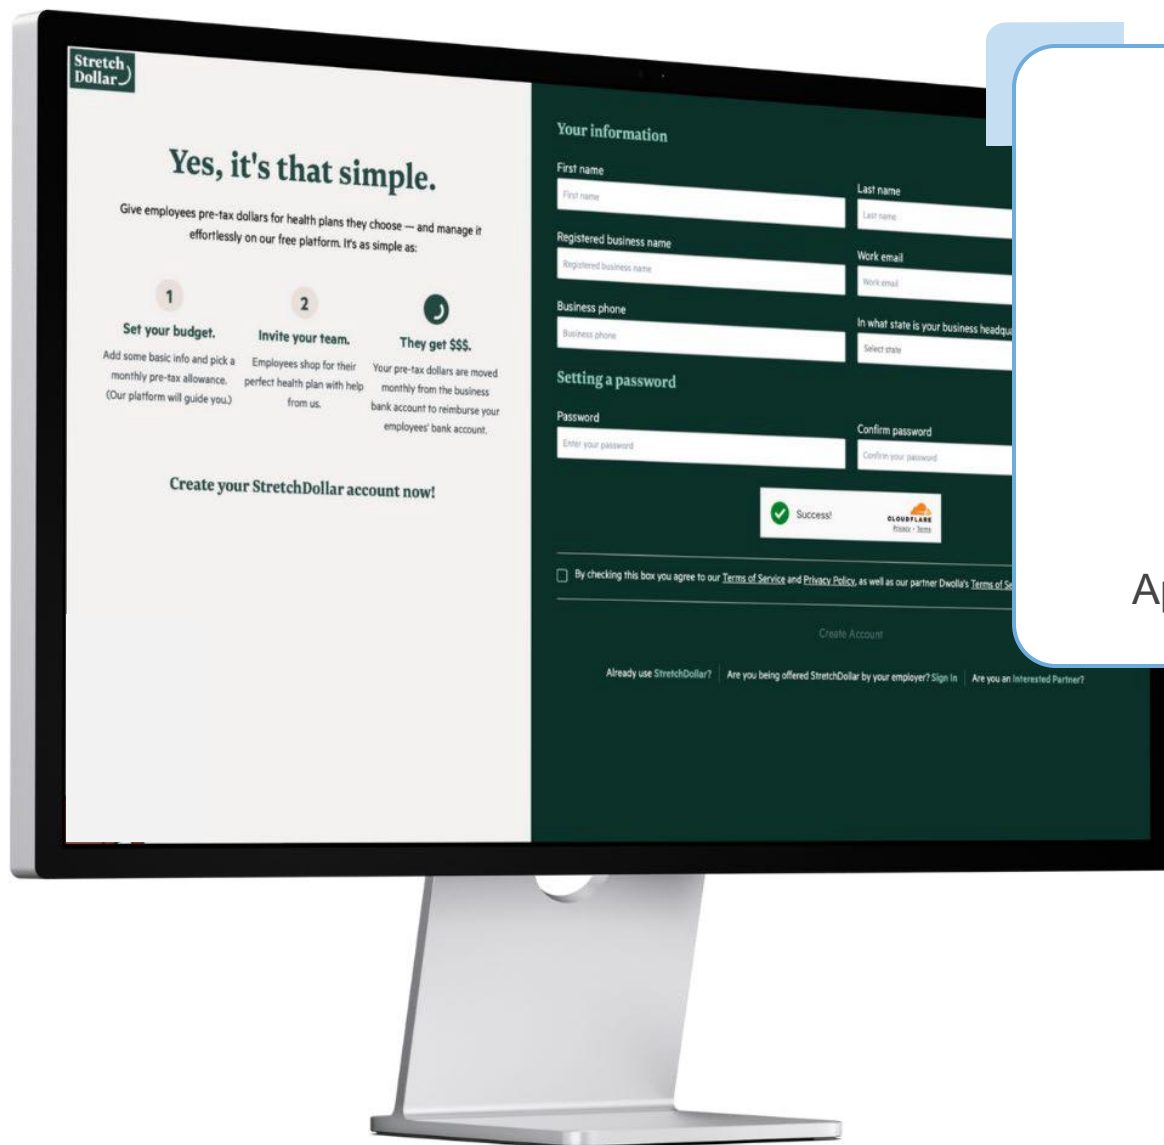 Stretch
Dollar
Yes, it's that simple.
Give employees pre-tax dollars for health plans they choose — and manage it
effortlessly on our free platform. It's as simple as:
1
Set your budget.
Add some basic info and pick a
monthly pre-tax allowance.
(Our platform will guide you.)
2
Invite your team.
Employees shop for their
perfect health plan with help
from us.
They get $$$.
Your pre-tax dollars are moved
monthly from the business
bank account to reimburse your
employees' bank account.
Create your StretchDollar account now!
Your information
First name
First name
Last name
Last name
Registered business name
Registered business name
Work email
Work email
Business phone
Business phone
In what state is your business headqu
Select state
Setting a password
Password
Enter your password
Confirm password
Confirm your password
Success!
CLOUDFLARE
Privacy • Terms
By checking this box you agree to our Terms of Service and Privacy Policy, as well as our partner Dwolla's Terms of Se
Create Account
Already use StretchDollar? Are you being offered StretchDollar by your employer? Sign In Are you an Interested Partner?
Ap